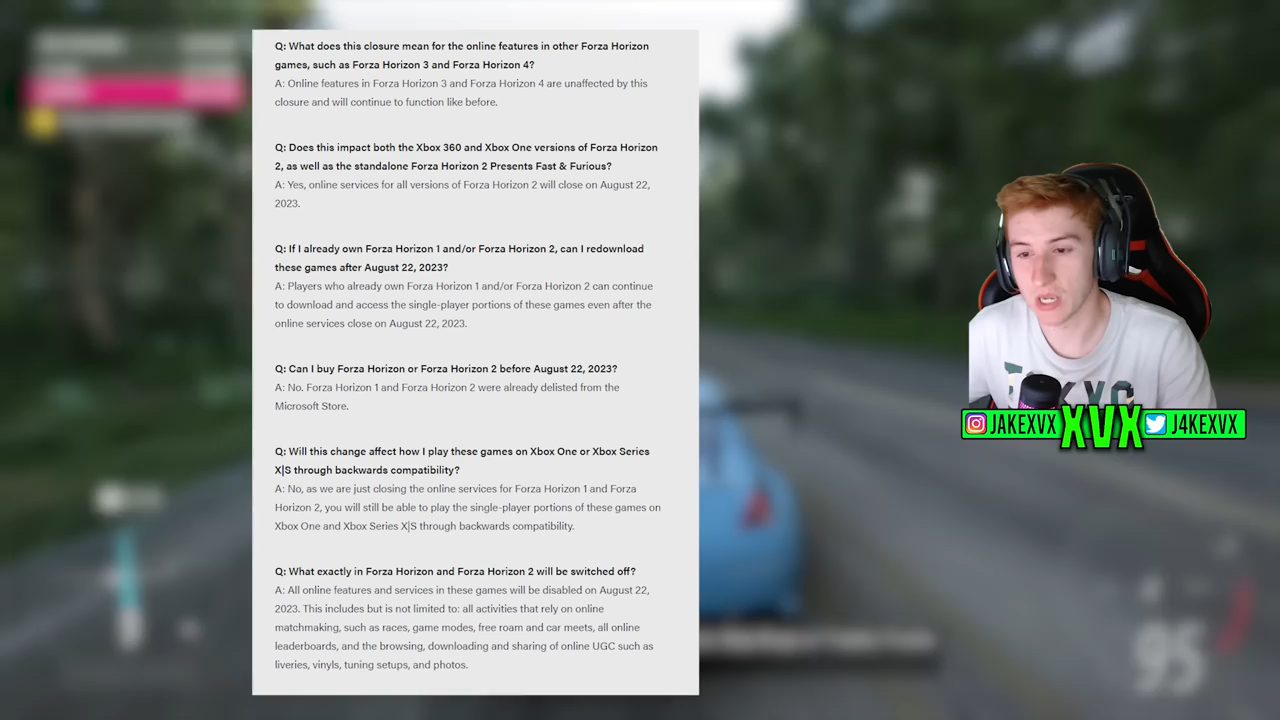 Q: What does this closure mean for the online features in other Forza Horizon
games, such as Forza Horizon 3 and Forza Horizon 4?
A: Online features in Forza Horizon 3 and Forza Horizon 4 are unaffected by this
closure and will continue to function like before.
Q: Does this impact both the Xbox 360 and Xbox One versions of Forza Horizon
2, as well as the standalone Forza Horizon 2 Presents Fast & Furious?
A: Yes, online services for all versions of Forza Horizon 2 will close on August 22,
2023.
Q: If I already own Forza Horizon 1 and/or Forza Horizon 2, can I redownload
these games after August 22, 2023?
A: Players who already own Forza Horizon 1 and/or Forza Horizon 2 can continue
to download and access the single-player portions of these games even after the
online services close on August 22, 2023.
Q: Can I buy Forza Horizon or Forza Horizon 2 before August 22, 2023?
A: No. Forza Horizon 1 and Forza Horizon 2 were already delisted from the
Microsoft Store.
Q: Will this change affect how I play these games on Xbox One or Xbox Series
X|S through backwards compatibility?
A: No, as we are just closing the online services for Forza Horizon 1 and Forza
Horizon 2, you will still be able to play the single-player portions of these games on
Xbox One and Xbox Series X|S through backwards compatibility.
Q: What exactly in Forza Horizon and Forza Horizon 2 will be switched off?
A: All online features and services in these games will be disabled on August 22,
2023. This includes but is not limited to: all activities that rely on online
matchmaking, such as races, game modes, free roam and car meets, all online
leaderboards, and the browsing, downloading and sharing of online UGC such as
liveries, vinyls, tuning setups, and photos.
TOKYO
JAKEXVX XVX J4KEXVX
95